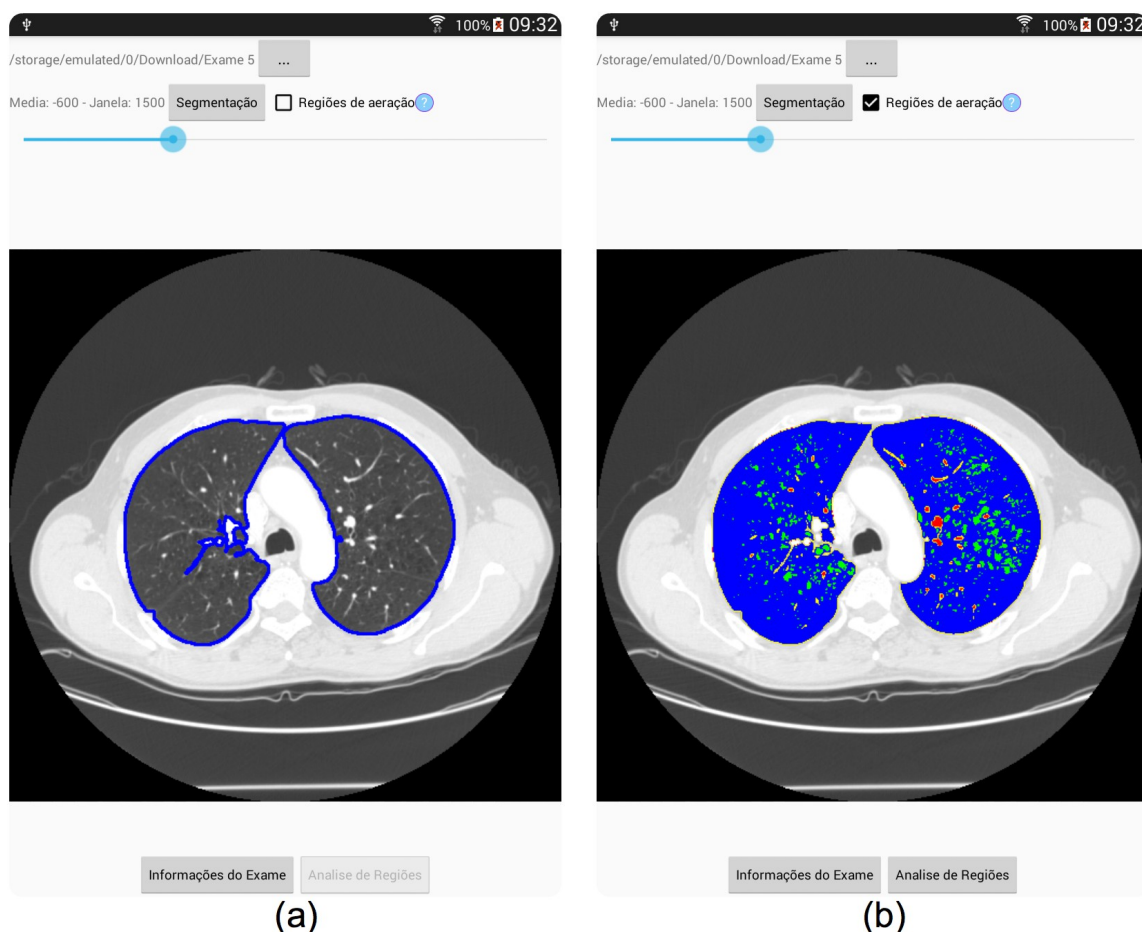 100% 09:32
/storage/emulated/0/Download/Exame 5 ...
Media: -600 - Janela: 1500 Segmentação Regiões de aeração ?
Informações do Exame Analise de Regiões
(a)
100% 09:32
/storage/emulated/0/Download/Exame 5 ...
Media: -600 - Janela: 1500 Segmentação Regiões de aeração ?
Informações do Exame Analise de Regiões
(b)